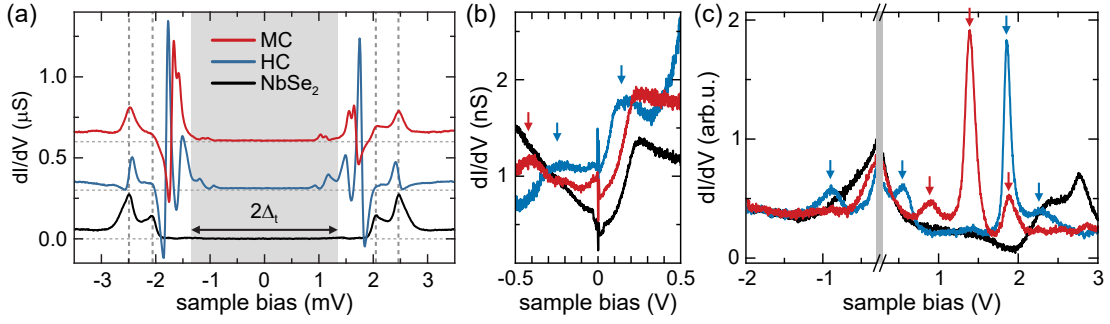 (a)
MC
HC
NbSe₂
2Δₜ
dI/dV (μS)
1.0
0.5
0.0
-3 -2 -1 0 1 2 3
sample bias (mV)
(b)
dI/dV (nS)
2
1
-0.5 0 0.5
sample bias (V)
(c)
dI/dV (arb.u.)
2
1
0
-2 -1 1 2 3
sample bias (V)